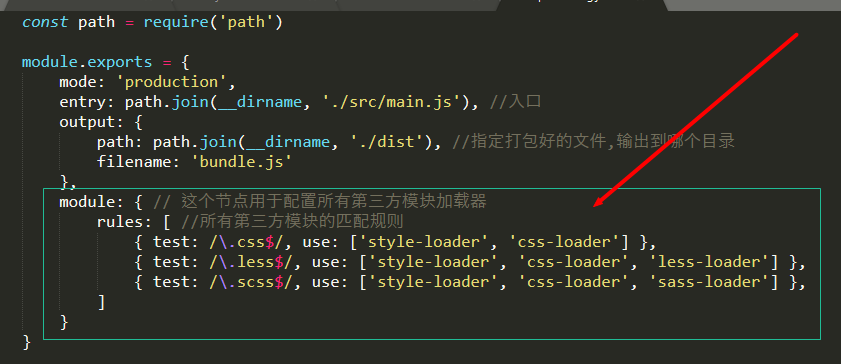 const path = require('path')
module.exports = {
    mode: 'production',
    entry: path.join(__dirname, './src/main.js'), //入口
    output: {
        path: path.join(__dirname, './dist'), //指定打包好的文件,输出到哪个目录
        filename: 'bundle.js'
    },
    module: { // 这个节点用于配置所有第三方模块加载器
        rules: [ //所有第三方模块的匹配规则
            { test: /\.css$/, use: ['style-loader', 'css-loader'] },
            { test: /\.less$/, use: ['style-loader', 'css-loader', 'less-loader'] },
            { test: /\.scss$/, use: ['style-loader', 'css-loader', 'sass-loader'] },
        ]
    }
}